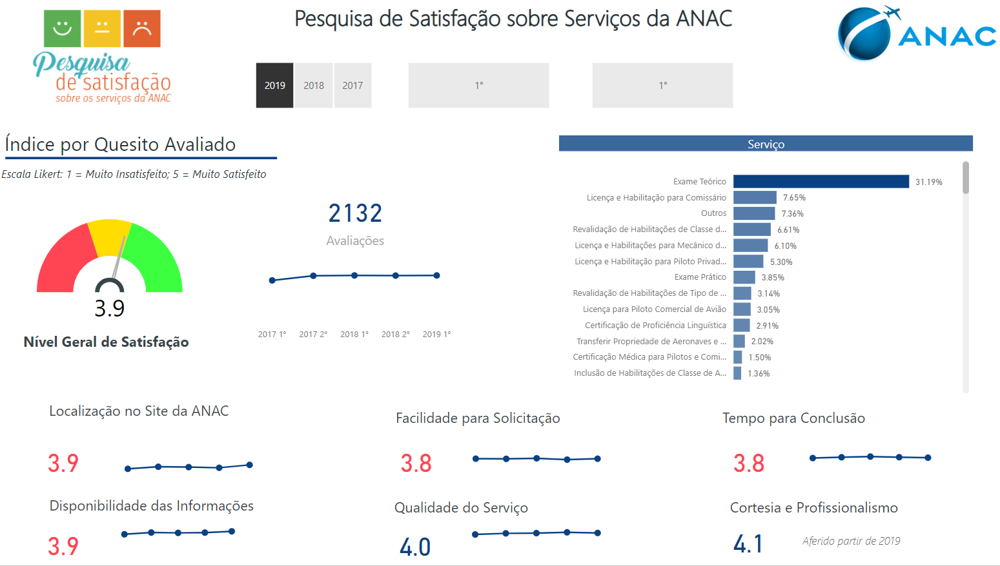 Pesquisa de Satisfação sobre Serviços da ANAC
Pesquisa
de satisfação
sobre os serviços da ANAC
ANAC
2019
2018
2017
1°
1°
Índice por Quesito Avaliado
Escala Likert: 1 = Muito Insatisfeito; 5 = Muito Satisfeito
3.9
Nível Geral de Satisfação
2132
Avaliações
2017 1°
2017 2°
2018 1°
2018 2°
2019 1°
Serviço
Exame Teórico 31.19%
Licença e Habilitação para Comissário 7.65%
Outros 7.36%
Revalidação de Habilitações de Classe d... 6.61%
Licença e Habilitações para Mecânico d... 6.10%
Licença e Habilitação para Piloto Privad... 5.30%
Exame Prático 3.85%
Revalidação de Habilitações de Tipo de ... 3.14%
Licença para Piloto Comercial de Avião 3.05%
Certificação de Proficiência Linguística 2.91%
Transferir Propriedade de Aeronaves e ... 2.02%
Certificação Médica para Pilotos e Comi... 1.50%
Inclusão de Habilitações de Classe de A... 1.36%
Localização no Site da ANAC
3.9
Facilidade para Solicitação
3.8
Tempo para Conclusão
3.8
Disponibilidade das Informações
3.9
Qualidade do Serviço
4.0
Cortesia e Profissionalismo
4.1
Aferido partir de 2019